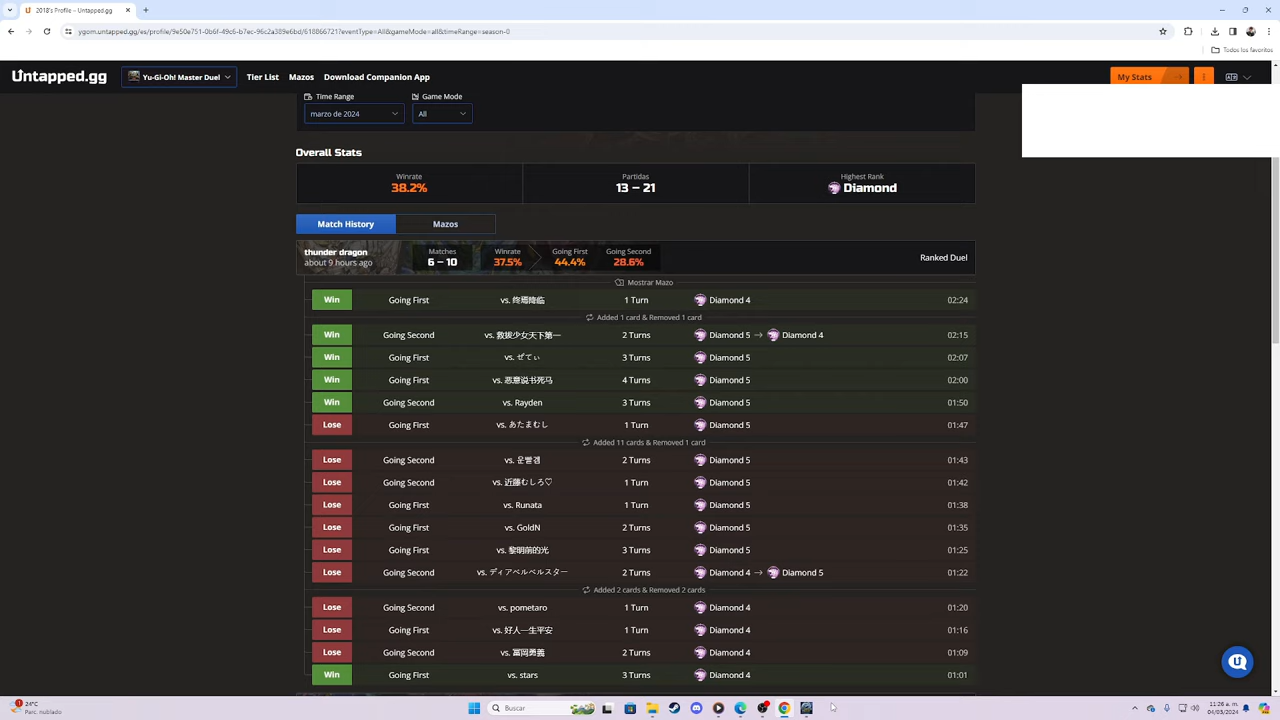 2018's Profile – Untapped.gg
ygom.untapped.gg/es/profile/9e50e751-0b6f-49c6-b7ec-96c2a389e6bd/618866721?eventType=All&gameMode=all&timeRange=season-0
Todos los favoritos
Untapped.gg
Yu-Gi-Oh! Master Duel
Tier List
Mazos
Download Companion App
My Stats
Time Range
Game Mode
marzo de 2024
All
Overall Stats
Winrate
Partidas
Highest Rank
38.2%
13 – 21
Diamond
Match History
Mazos
thunder dragon
about 9 hours ago
Matches
6 – 10
Winrate
37.5%
Going First
44.4%
Going Second
28.6%
Ranked Duel
Mostrar Mazo
Win Going First vs. 终焉降临 1 Turn Diamond 4 02:24
Added 1 card & Removed 1 card
Win Going Second vs. 救拔少女天下第一 2 Turns Diamond 5 → Diamond 4 02:15
Win Going First vs. ぜてぃ 3 Turns Diamond 5 02:07
Win Going First vs. 恶意说书死马 4 Turns Diamond 5 02:00
Win Going Second vs. Rayden 3 Turns Diamond 5 01:50
Lose Going First vs. あたまむし 1 Turn Diamond 5 01:47
Added 11 cards & Removed 1 card
Lose Going Second vs. 운빨겜 2 Turns Diamond 5 01:43
Lose Going Second vs. 近藤むしろ♡ 1 Turn Diamond 5 01:42
Lose Going First vs. Runata 1 Turn Diamond 5 01:38
Lose Going First vs. GoldN 2 Turns Diamond 5 01:35
Lose Going First vs. 黎明前的光 3 Turns Diamond 5 01:25
Lose Going Second vs. ディアベルベルスター 2 Turns Diamond 4 → Diamond 5 01:22
Added 2 cards & Removed 2 cards
Lose Going Second vs. pometaro 1 Turn Diamond 4 01:20
Lose Going First vs. 好人一生平安 1 Turn Diamond 4 01:16
Lose Going Second vs. 冨岡勇義 2 Turns Diamond 4 01:09
Win Going First vs. stars 3 Turns Diamond 4 01:01
24°C
Parc. nublado
Buscar
11:26 a. m.
04/03/2024